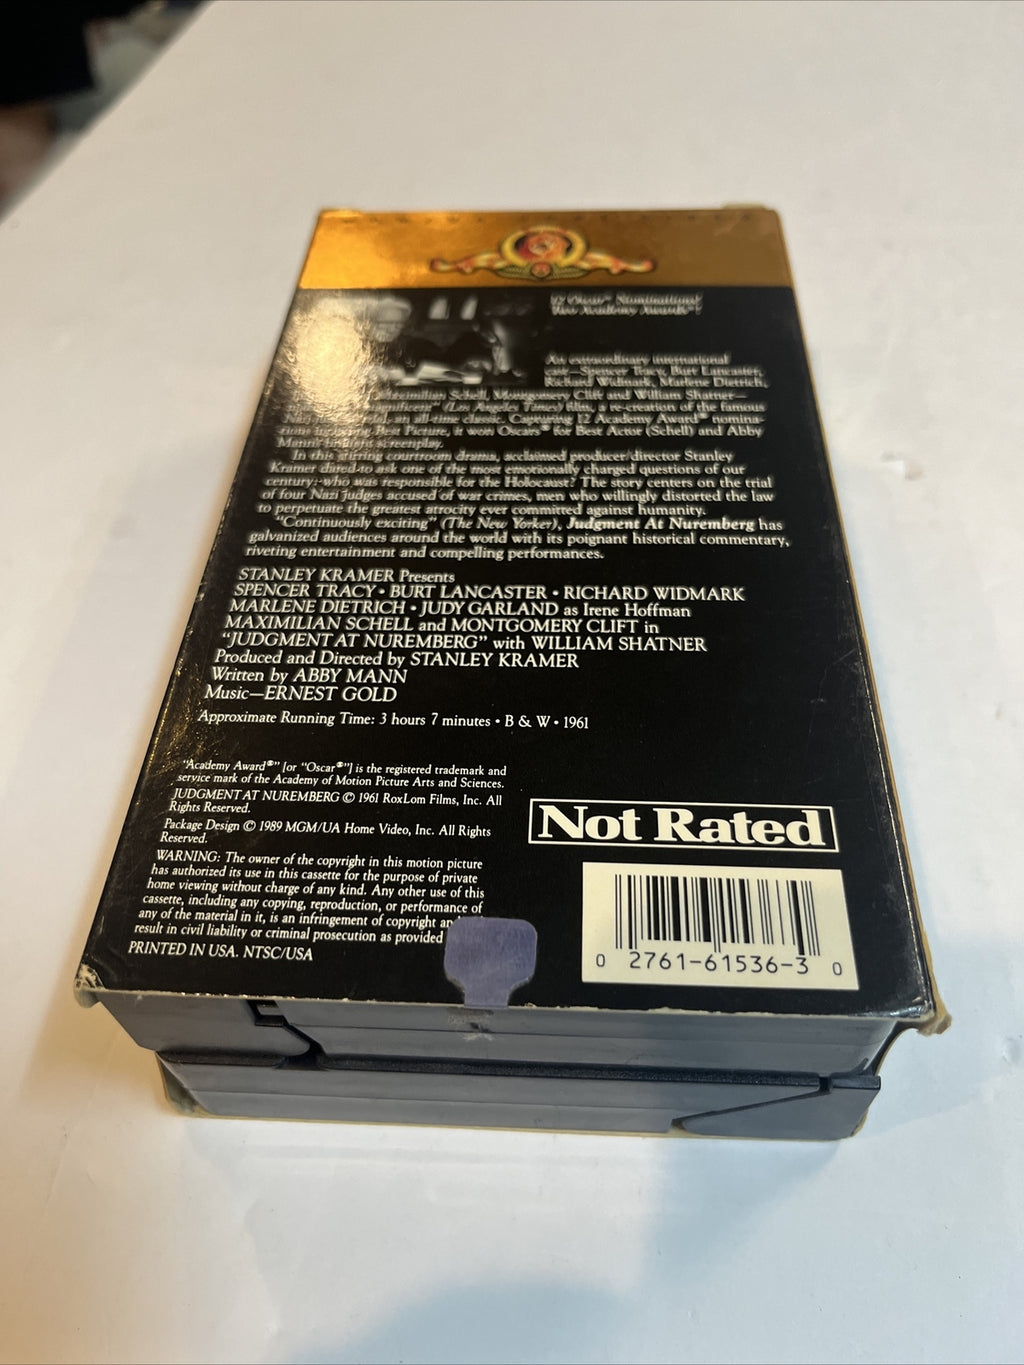 12 Oscar® Nominations!
Two Academy Awards®!
An extraordinary international
cast—Spencer Tracy, Burt Lancaster,
Richard Widmark, Marlene Dietrich,
Maximilian Schell, Montgomery Clift and William Shatner—
(Los Angeles Times) film, a re-creation of the famous
an all-time classic. Capturing 12 Academy Award® nomina-
Best Picture, it won Oscars® for Best Actor (Schell) and Abby
screenplay.
In this stirring courtroom drama, acclaimed producer/director Stanley
Kramer dared to ask one of the most emotionally charged questions of our
century: who was responsible for the Holocaust? The story centers on the trial
of four Nazi judges accused of war crimes, men who willingly distorted the law
to perpetuate the greatest atrocity ever committed against humanity.
"Continuously exciting" (The New Yorker), Judgment At Nuremberg has
galvanized audiences around the world with its poignant historical commentary,
riveting entertainment and compelling performances.
STANLEY KRAMER Presents
SPENCER TRACY • BURT LANCASTER • RICHARD WIDMARK
MARLENE DIETRICH • JUDY GARLAND as Irene Hoffman
MAXIMILIAN SCHELL and MONTGOMERY CLIFT in
"JUDGMENT AT NUREMBERG" with WILLIAM SHATNER
Produced and Directed by STANLEY KRAMER
Written by ABBY MANN
Music—ERNEST GOLD
Approximate Running Time: 3 hours 7 minutes • B & W • 1961
"Academy Award®" [or "Oscar®"] is the registered trademark and
service mark of the Academy of Motion Picture Arts and Sciences.
JUDGMENT AT NUREMBERG © 1961 RoxLom Films, Inc. All
Rights Reserved.
Package Design © 1989 MGM/UA Home Video, Inc. All Rights
Reserved.
WARNING: The owner of the copyright in this motion picture
has authorized its use in this cassette for the purpose of private
home viewing without charge of any kind. Any other use of this
cassette, including any copying, reproduction, or performance of
any of the material in it, is an infringement of copyright
result in civil liability or criminal prosecution as provided
PRINTED IN USA. NTSC/USA
Not Rated
0 2761-61536-3 0